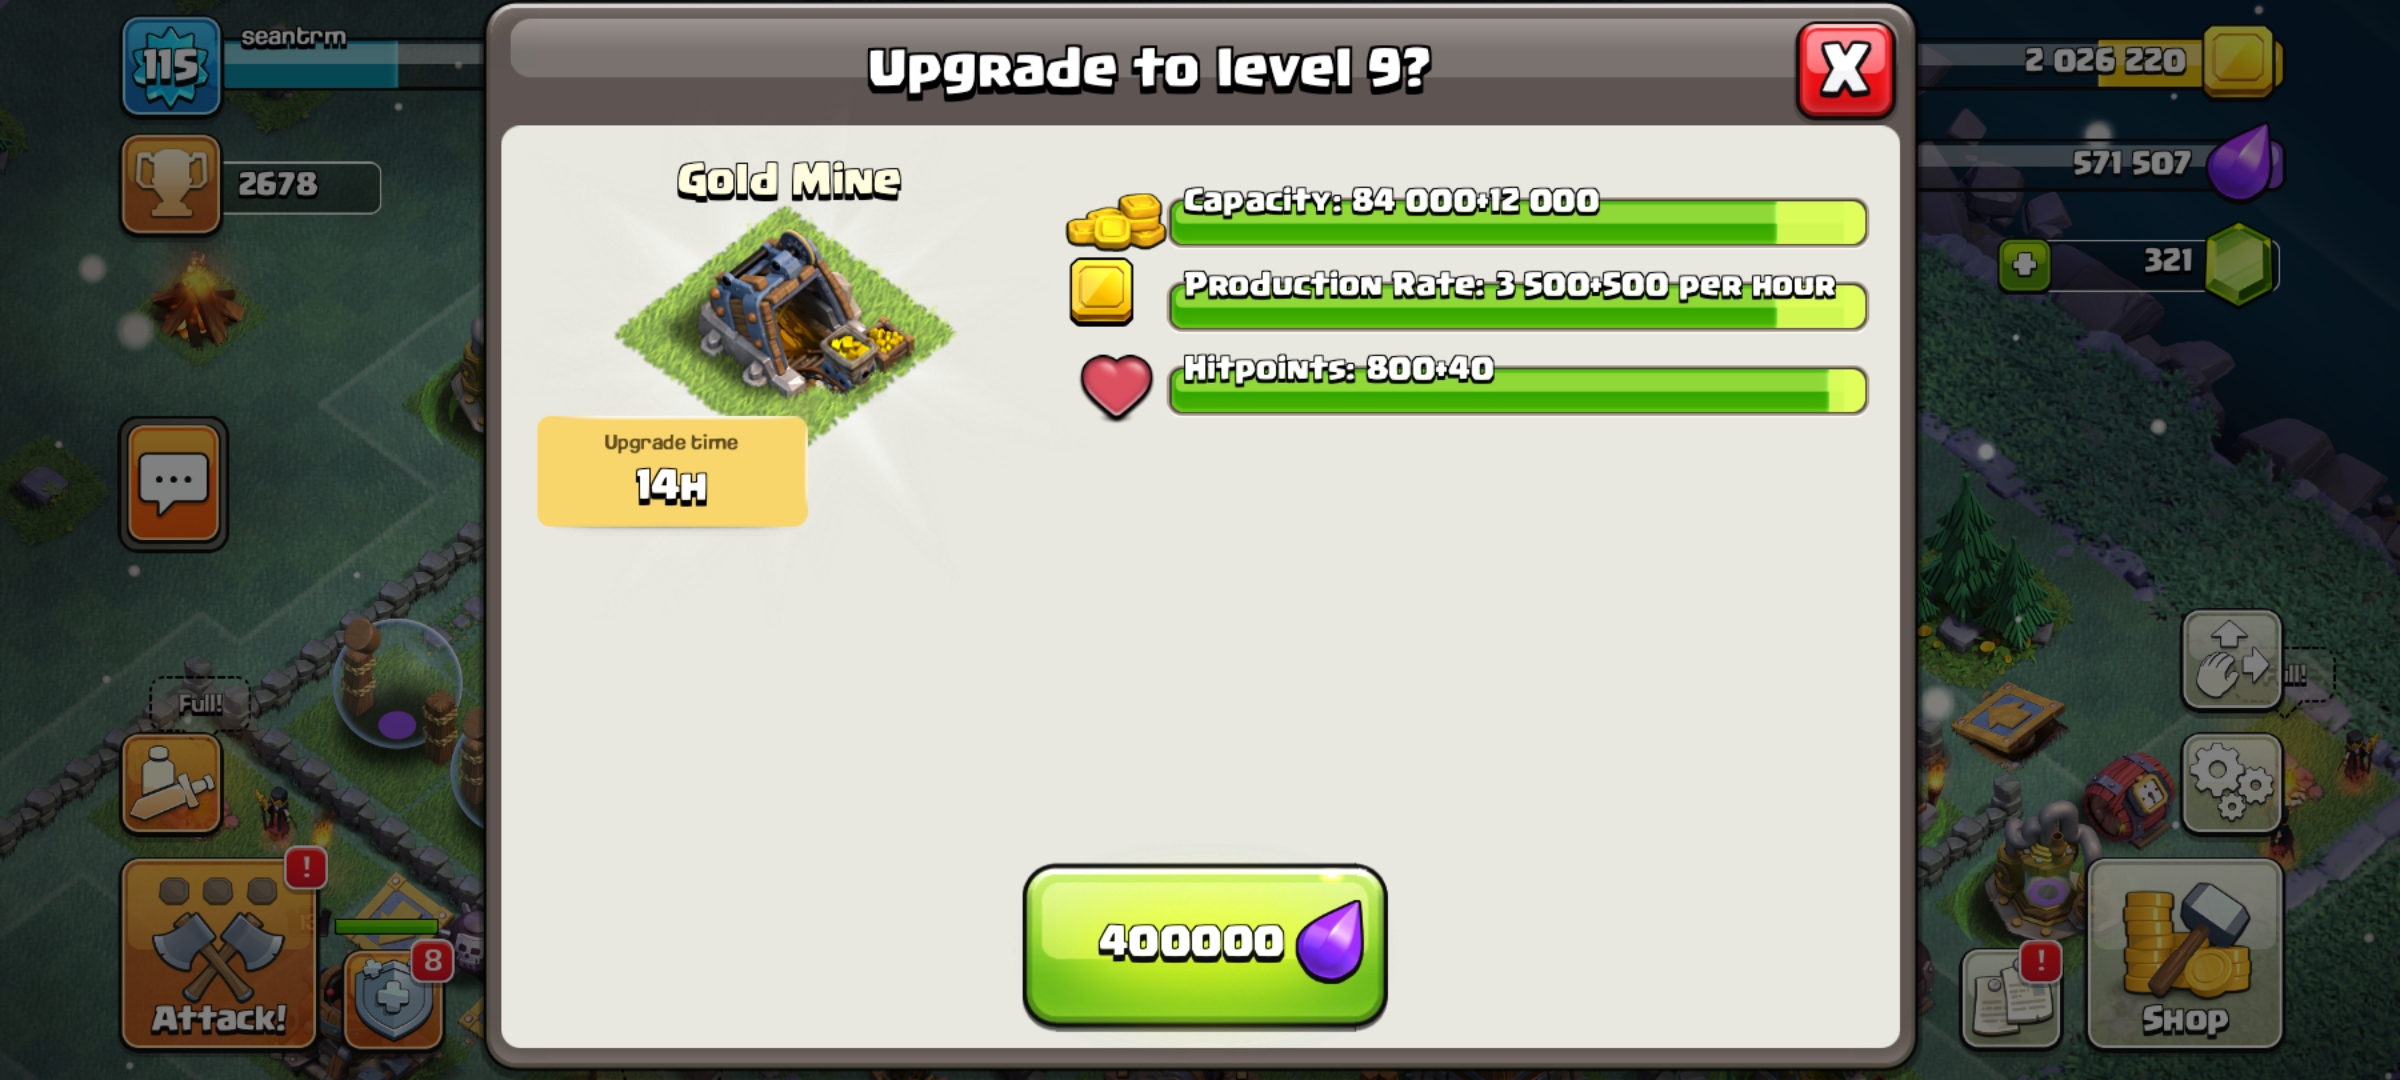 115
seantrm
2678
Upgrade to level 9?
X
2 026 220
571 507
321
Gold Mine
Capacity: 84 000+12 000
Production Rate: 3 500+500 per hour
Hitpoints: 800+40
Upgrade time
14H
Full!
!
8
Attack!
400000
!
Shop